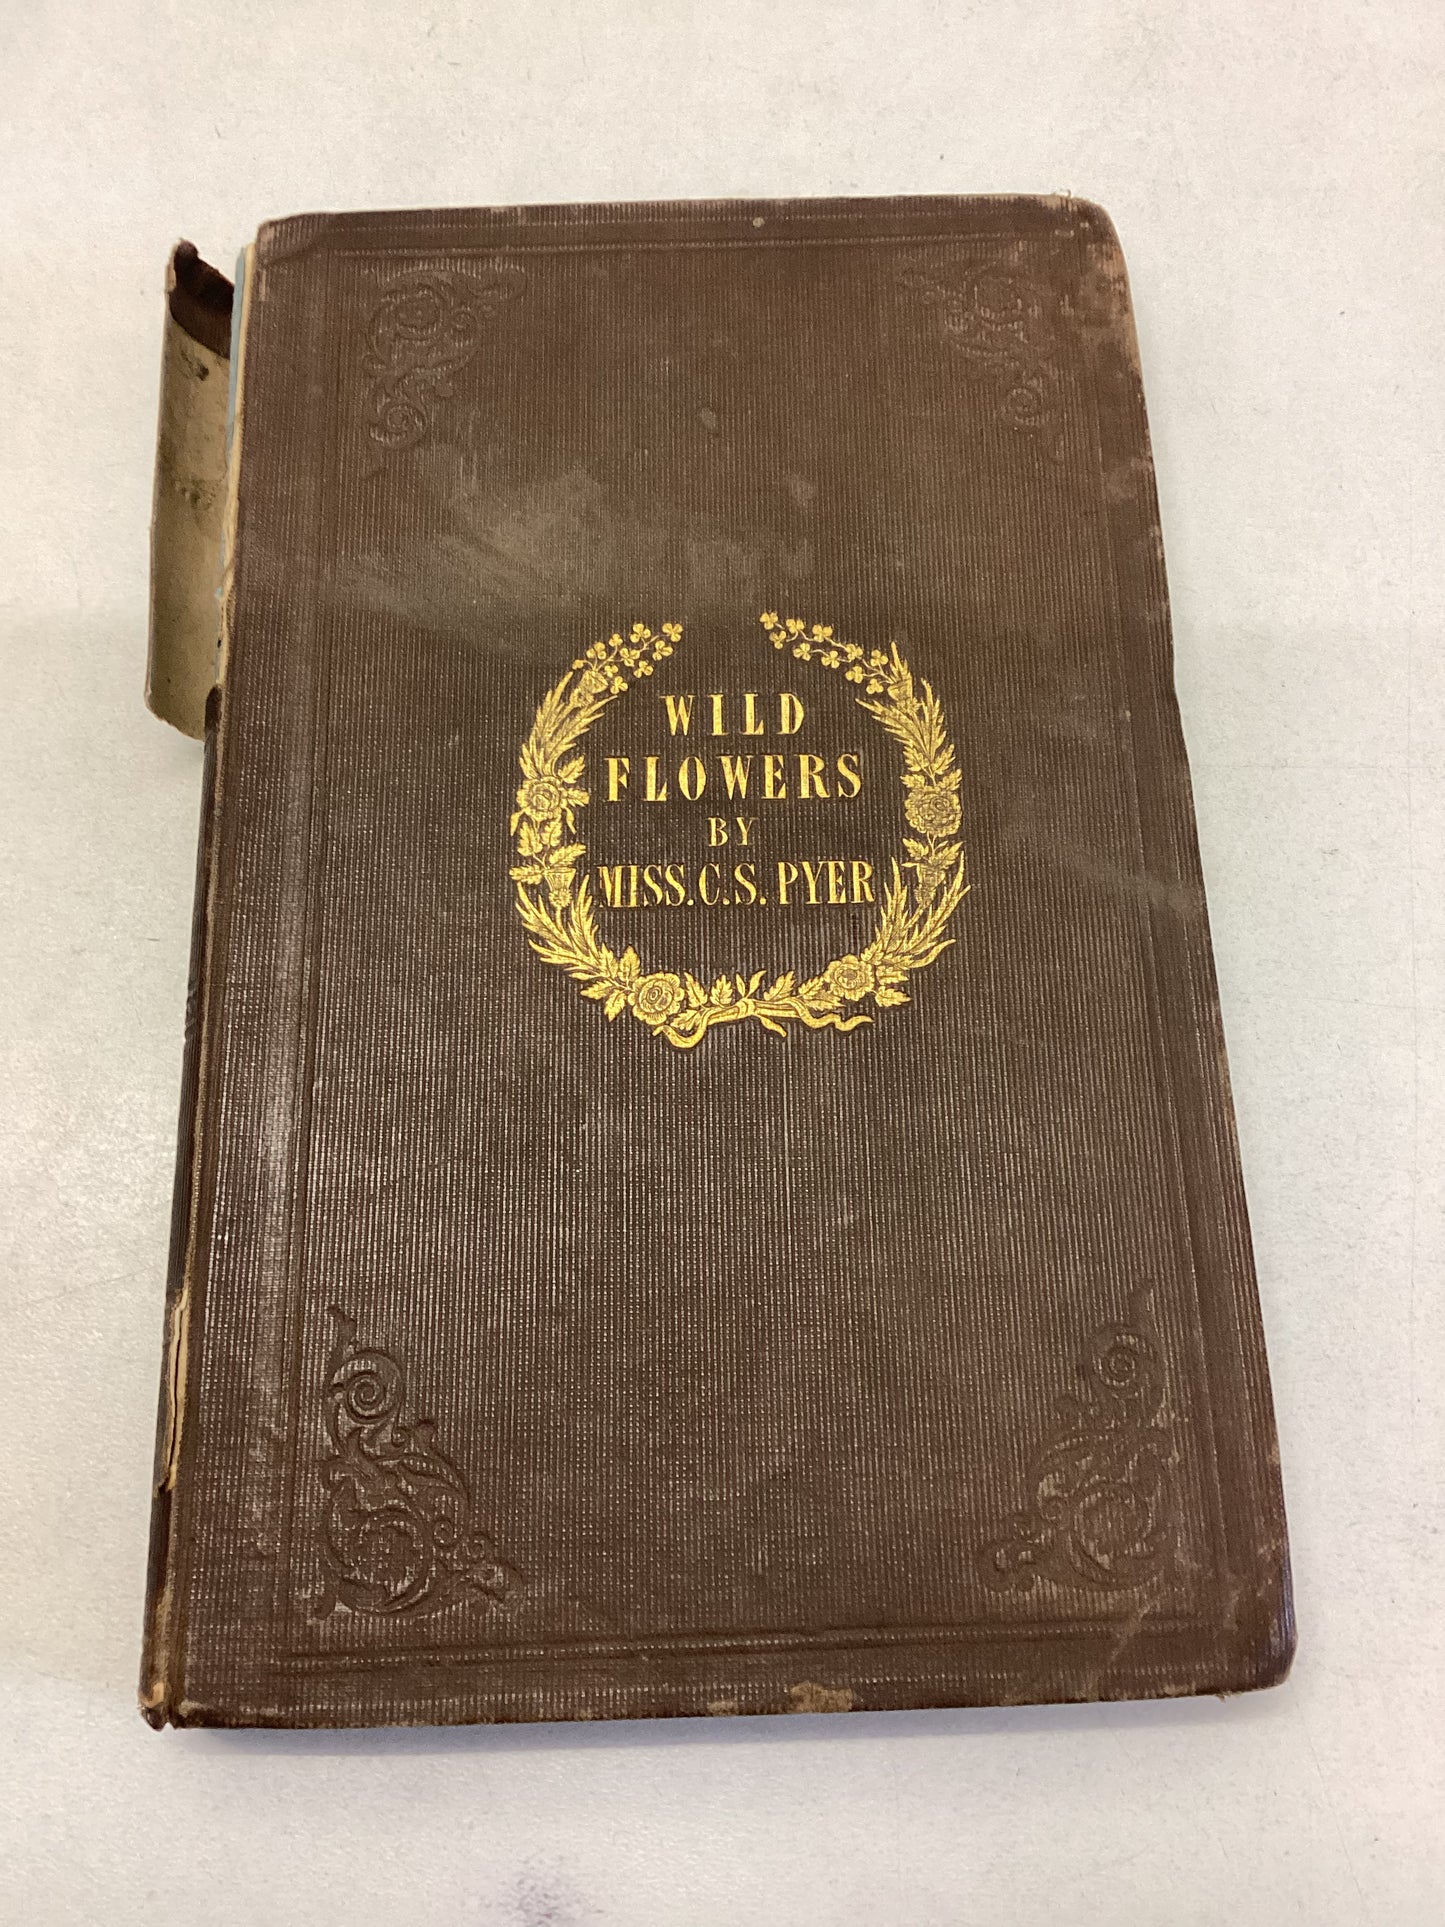 WILD
FLOWERS
BY
MISS. C. S. PYER